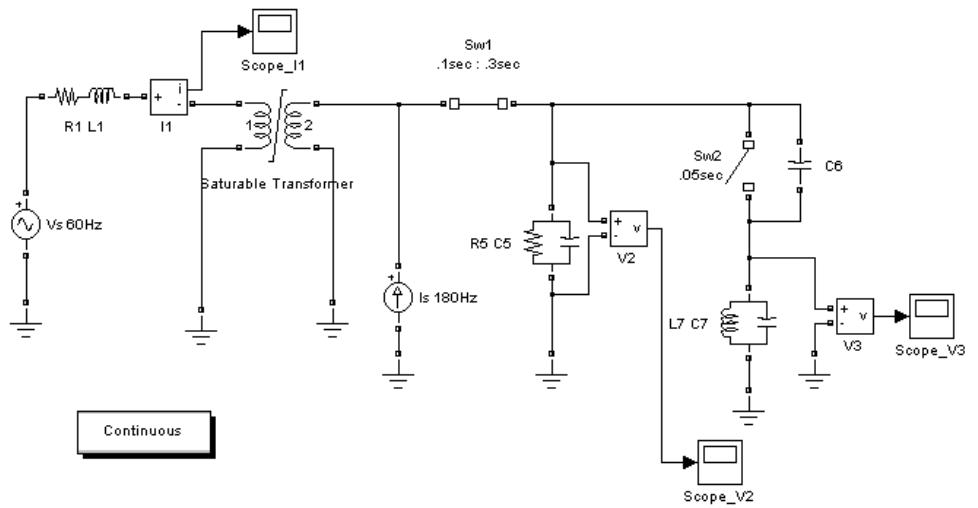 Scope_I1
Sw1
.1sec : .3sec
i
+
-
R1 L1
I1
1
2
Saturable Transformer
Sw2
.05sec
C6
+
Vs 60Hz
R5 C5
+
-
v
V2
+
Is 180Hz
L7 C7
+
-
v
V3
Scope_V3
Continuous
Scope_V2